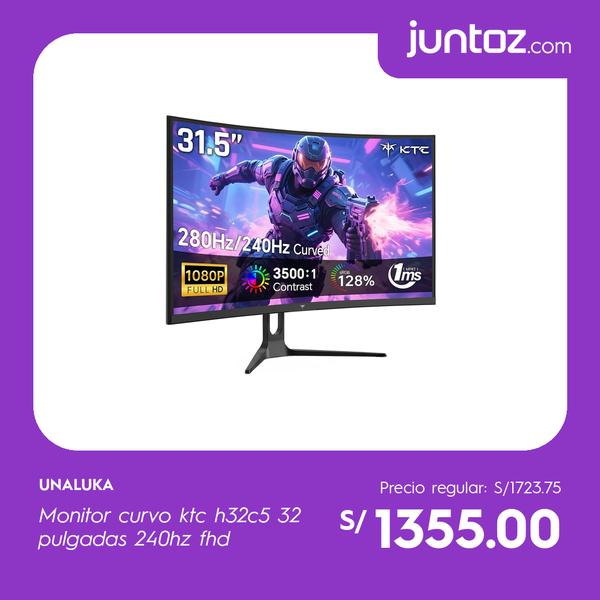 juntoz.com
31.5”
KTC
280Hz/240Hz Curved
1080P
FULL HD
3500:1
Contrast
sRGB
128%
1ms
UNALUKA
Monitor curvo ktc h32c5 32
pulgadas 240hz fhd
Precio regular: S/1723.75
S/1355.00